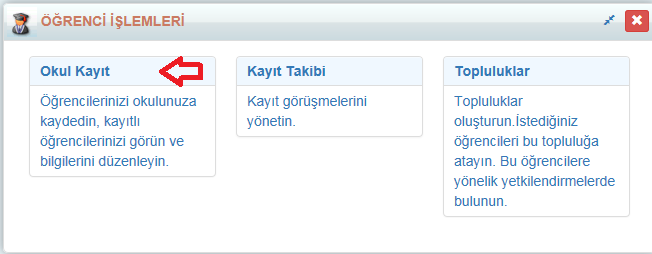 ÖĞRENCİ İŞLEMLERİ
Okul Kayıt
Öğrencilerinizi okulunuza
kaydedin, kayıtlı
öğrencilerinizi görün ve
bilgilerini düzenleyin.
Kayıt Takibi
Kayıt görüşmelerini
yönetin.
Topluluklar
Topluluklar
oluşturun.İstediğiniz
öğrencileri bu topluluğa
atayın. Bu öğrencilere
yönelik yetkilendirmelerde
bulunun.